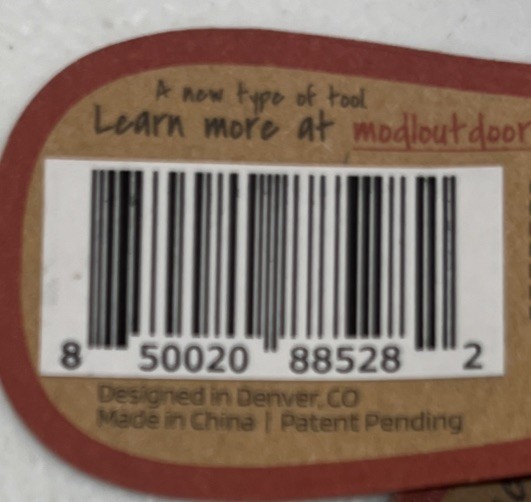 A new type of tool
Learn more at modloutdoor
8 50020 88528 2
Designed in Denver, CO
Made in China | Patent Pending